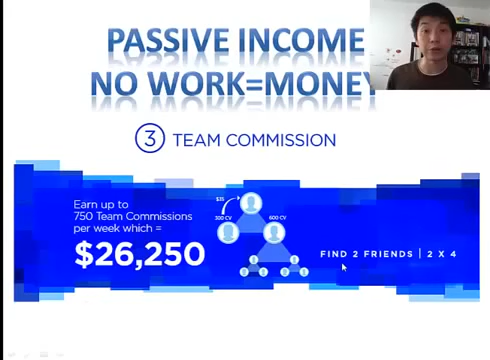 PASSIVE INCOME
NO WORK=MONEY
3 TEAM COMMISSION
Earn up to
750 Team Commissions
per week which =
$26,250
$35
300 CV
600 CV
FIND 2 FRIENDS | 2 X 4